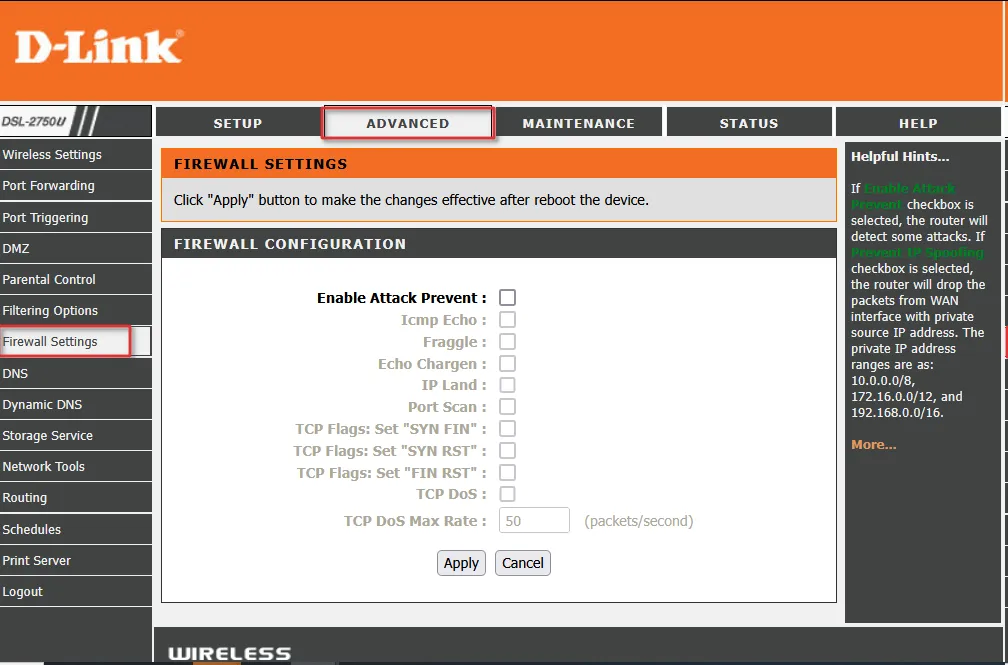 D-Link®
DSL-2750U
SETUP
ADVANCED
MAINTENANCE
STATUS
HELP
Wireless Settings
Port Forwarding
Port Triggering
DMZ
Parental Control
Filtering Options
Firewall Settings
DNS
Dynamic DNS
Storage Service
Network Tools
Routing
Schedules
Print Server
Logout
FIREWALL SETTINGS
Click "Apply" button to make the changes effective after reboot the device.
FIREWALL CONFIGURATION
Enable Attack Prevent :
Icmp Echo :
Fraggle :
Echo Chargen :
IP Land :
Port Scan :
TCP Flags: Set "SYN FIN" :
TCP Flags: Set "SYN RST" :
TCP Flags: Set "FIN RST" :
TCP DoS :
TCP DoS Max Rate : 50 (packets/second)
Apply Cancel
Helpful Hints...
If Enable Attack
Prevent checkbox is
selected, the router will
detect some attacks. If
Prevent IP Spoofing
checkbox is selected,
the router will drop the
packets from WAN
interface with private
source IP address. The
private IP address
ranges are as:
10.0.0.0/8,
172.16.0.0/12, and
192.168.0.0/16.
More...
WIRELESS